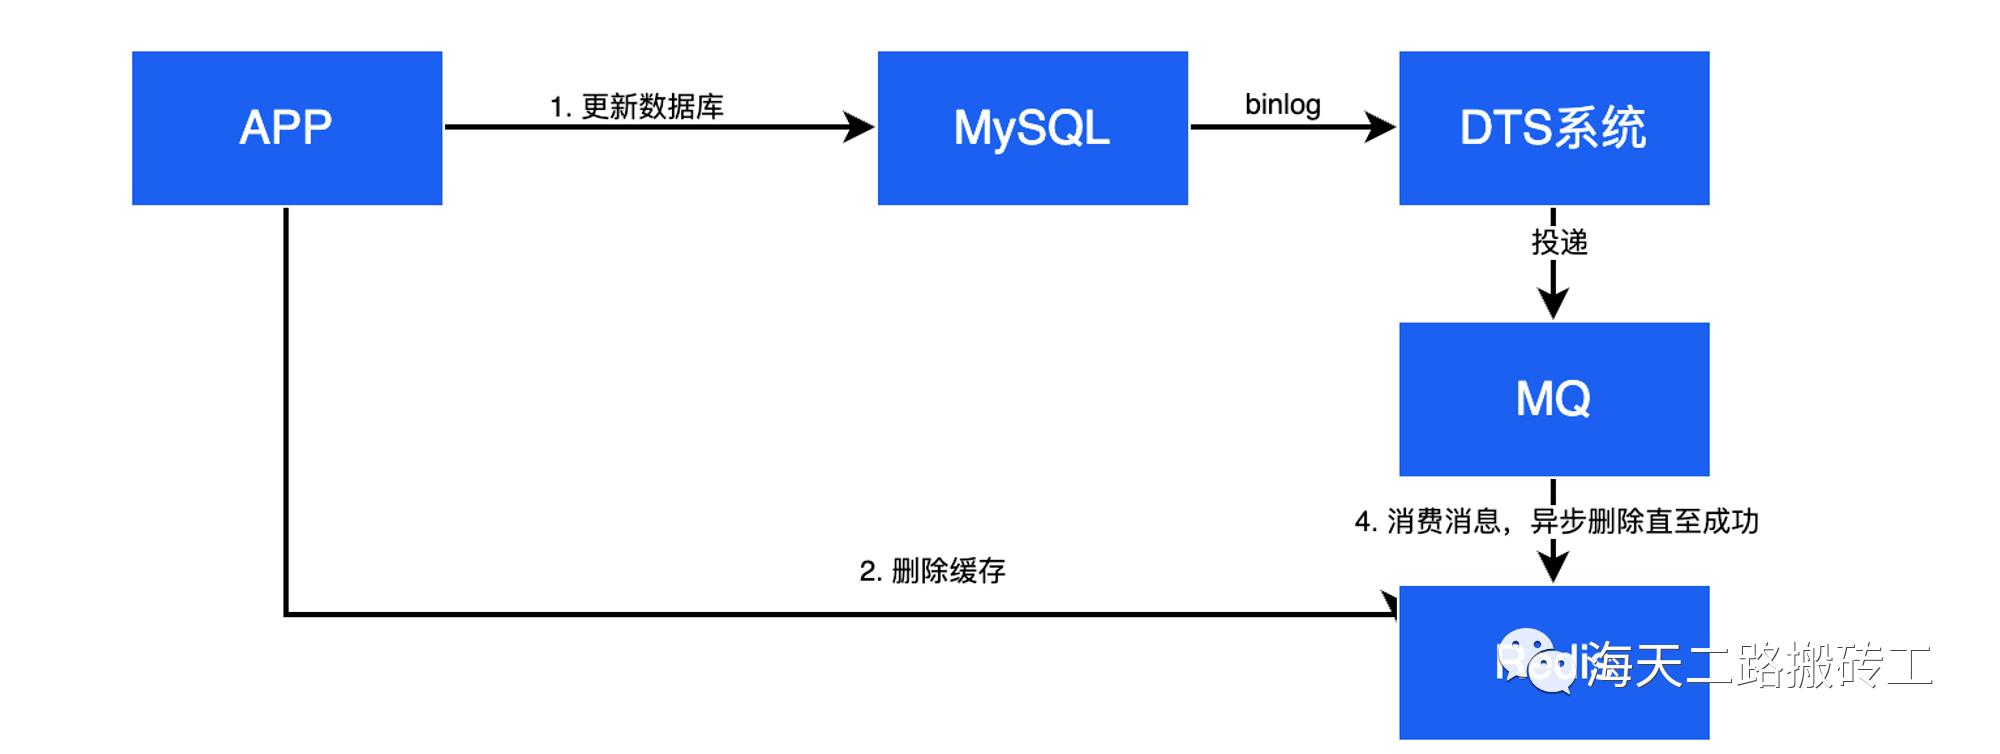 APP
1. 更新数据库
MySQL
binlog
DTS系统
投递
MQ
4. 消费消息，异步删除直至成功
2. 删除缓存
Redis
海天二路搬砖工